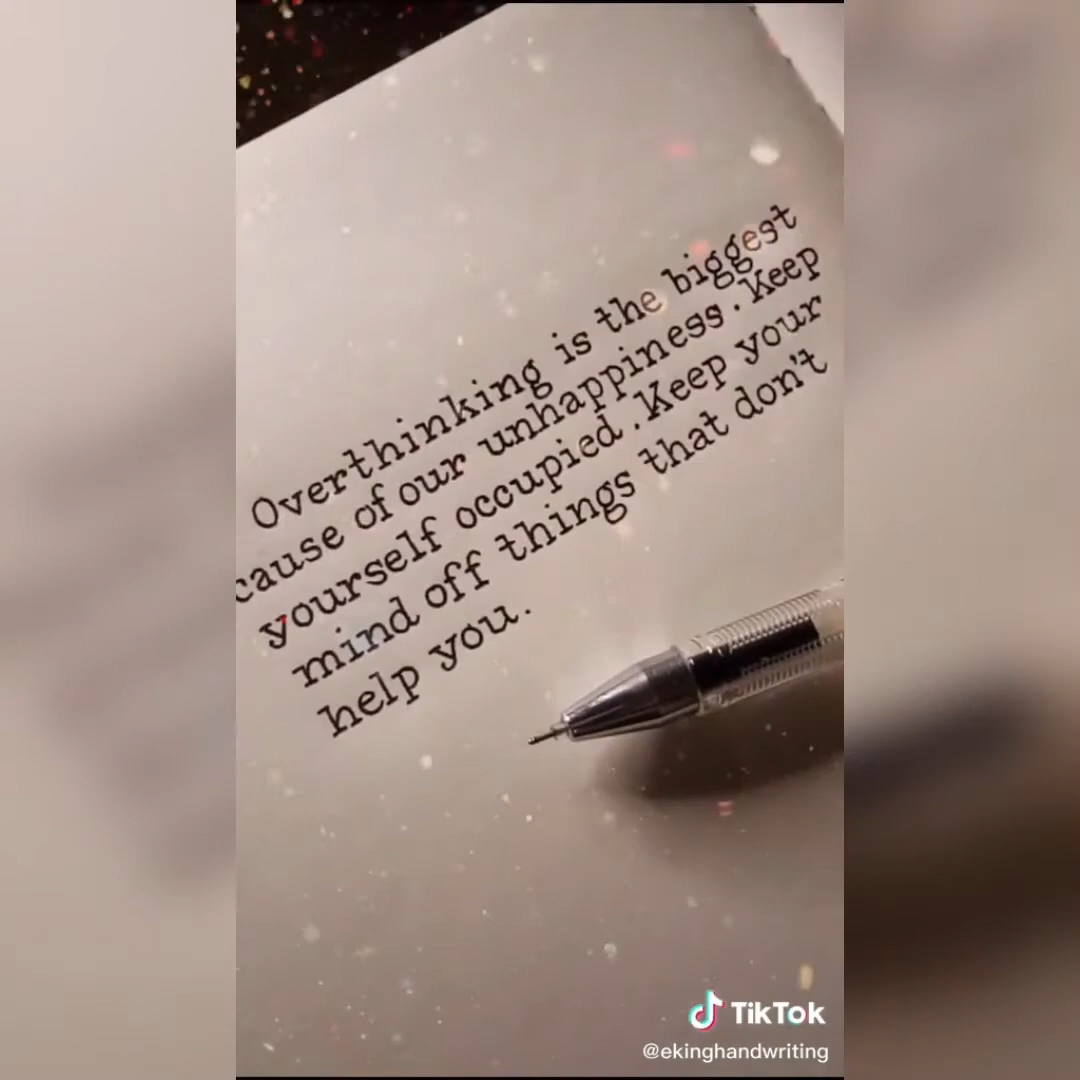 Overthinking is the biggest
cause of our unhappiness. Keep
yourself occupied. Keep your
mind off things that don't
help you.
TikTok
@ekinghandwriting